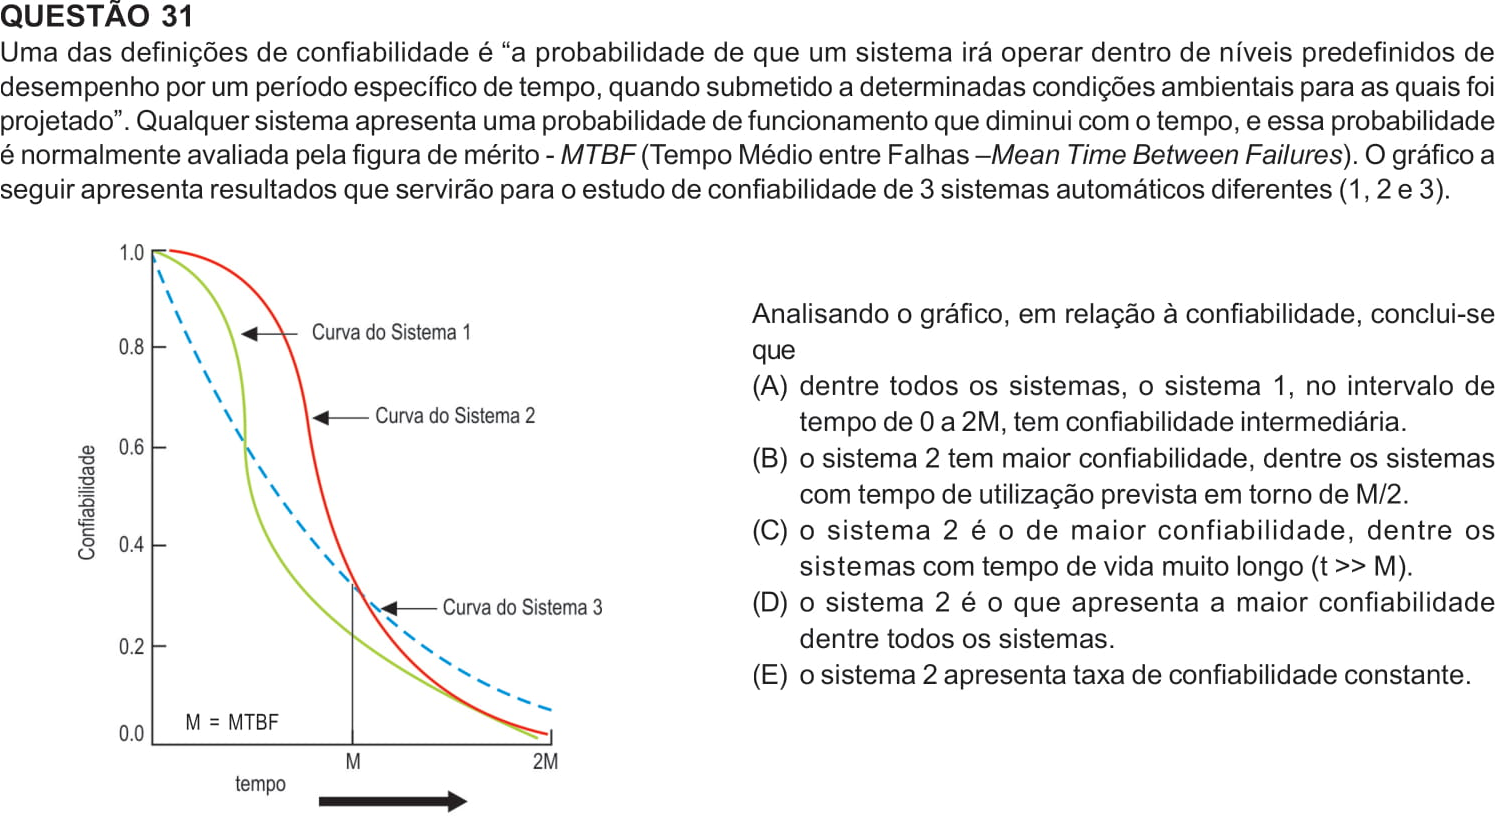 QUESTÃO 31
Uma das definições de confiabilidade é “a probabilidade de que um sistema irá operar dentro de níveis predefinidos de
desempenho por um período específico de tempo, quando submetido a determinadas condições ambientais para as quais foi
projetado”. Qualquer sistema apresenta uma probabilidade de funcionamento que diminui com o tempo, e essa probabilidade
é normalmente avaliada pela figura de mérito - MTBF (Tempo Médio entre Falhas –Mean Time Between Failures). O gráfico a
seguir apresenta resultados que servirão para o estudo de confiabilidade de 3 sistemas automáticos diferentes (1, 2 e 3).
1.0
0.8
0.6
0.4
0.2
0.0
Confiabilidade
Curva do Sistema 1
Curva do Sistema 2
Curva do Sistema 3
M = MTBF
M
2M
tempo
Analisando o gráfico, em relação à confiabilidade, conclui-se
que
(A) dentre todos os sistemas, o sistema 1, no intervalo de
tempo de 0 a 2M, tem confiabilidade intermediária.
(B) o sistema 2 tem maior confiabilidade, dentre os sistemas
com tempo de utilização prevista em torno de M/2.
(C) o sistema 2 é o de maior confiabilidade, dentre os
sistemas com tempo de vida muito longo (t >> M).
(D) o sistema 2 é o que apresenta a maior confiabilidade
dentre todos os sistemas.
(E) o sistema 2 apresenta taxa de confiabilidade constante.